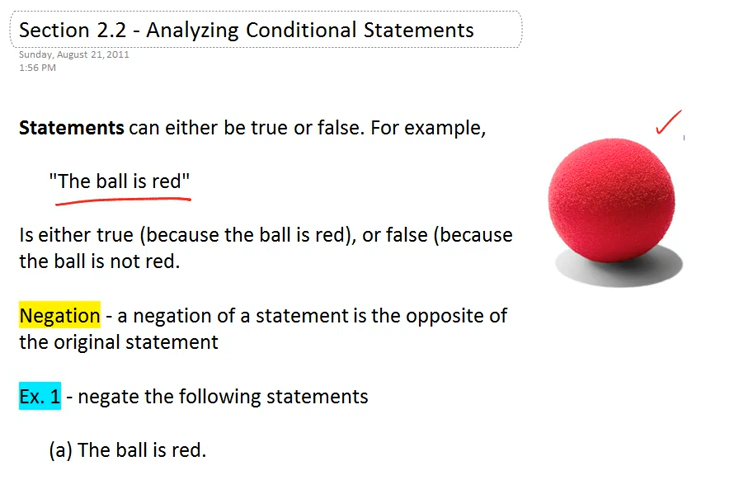 Section 2.2 - Analyzing Conditional Statements
Sunday, August 21, 2011
1:56 PM
Statements can either be true or false. For example,
"The ball is red"
Is either true (because the ball is red), or false (because
the ball is not red.
Negation - a negation of a statement is the opposite of
the original statement
Ex. 1 - negate the following statements
(a) The ball is red.